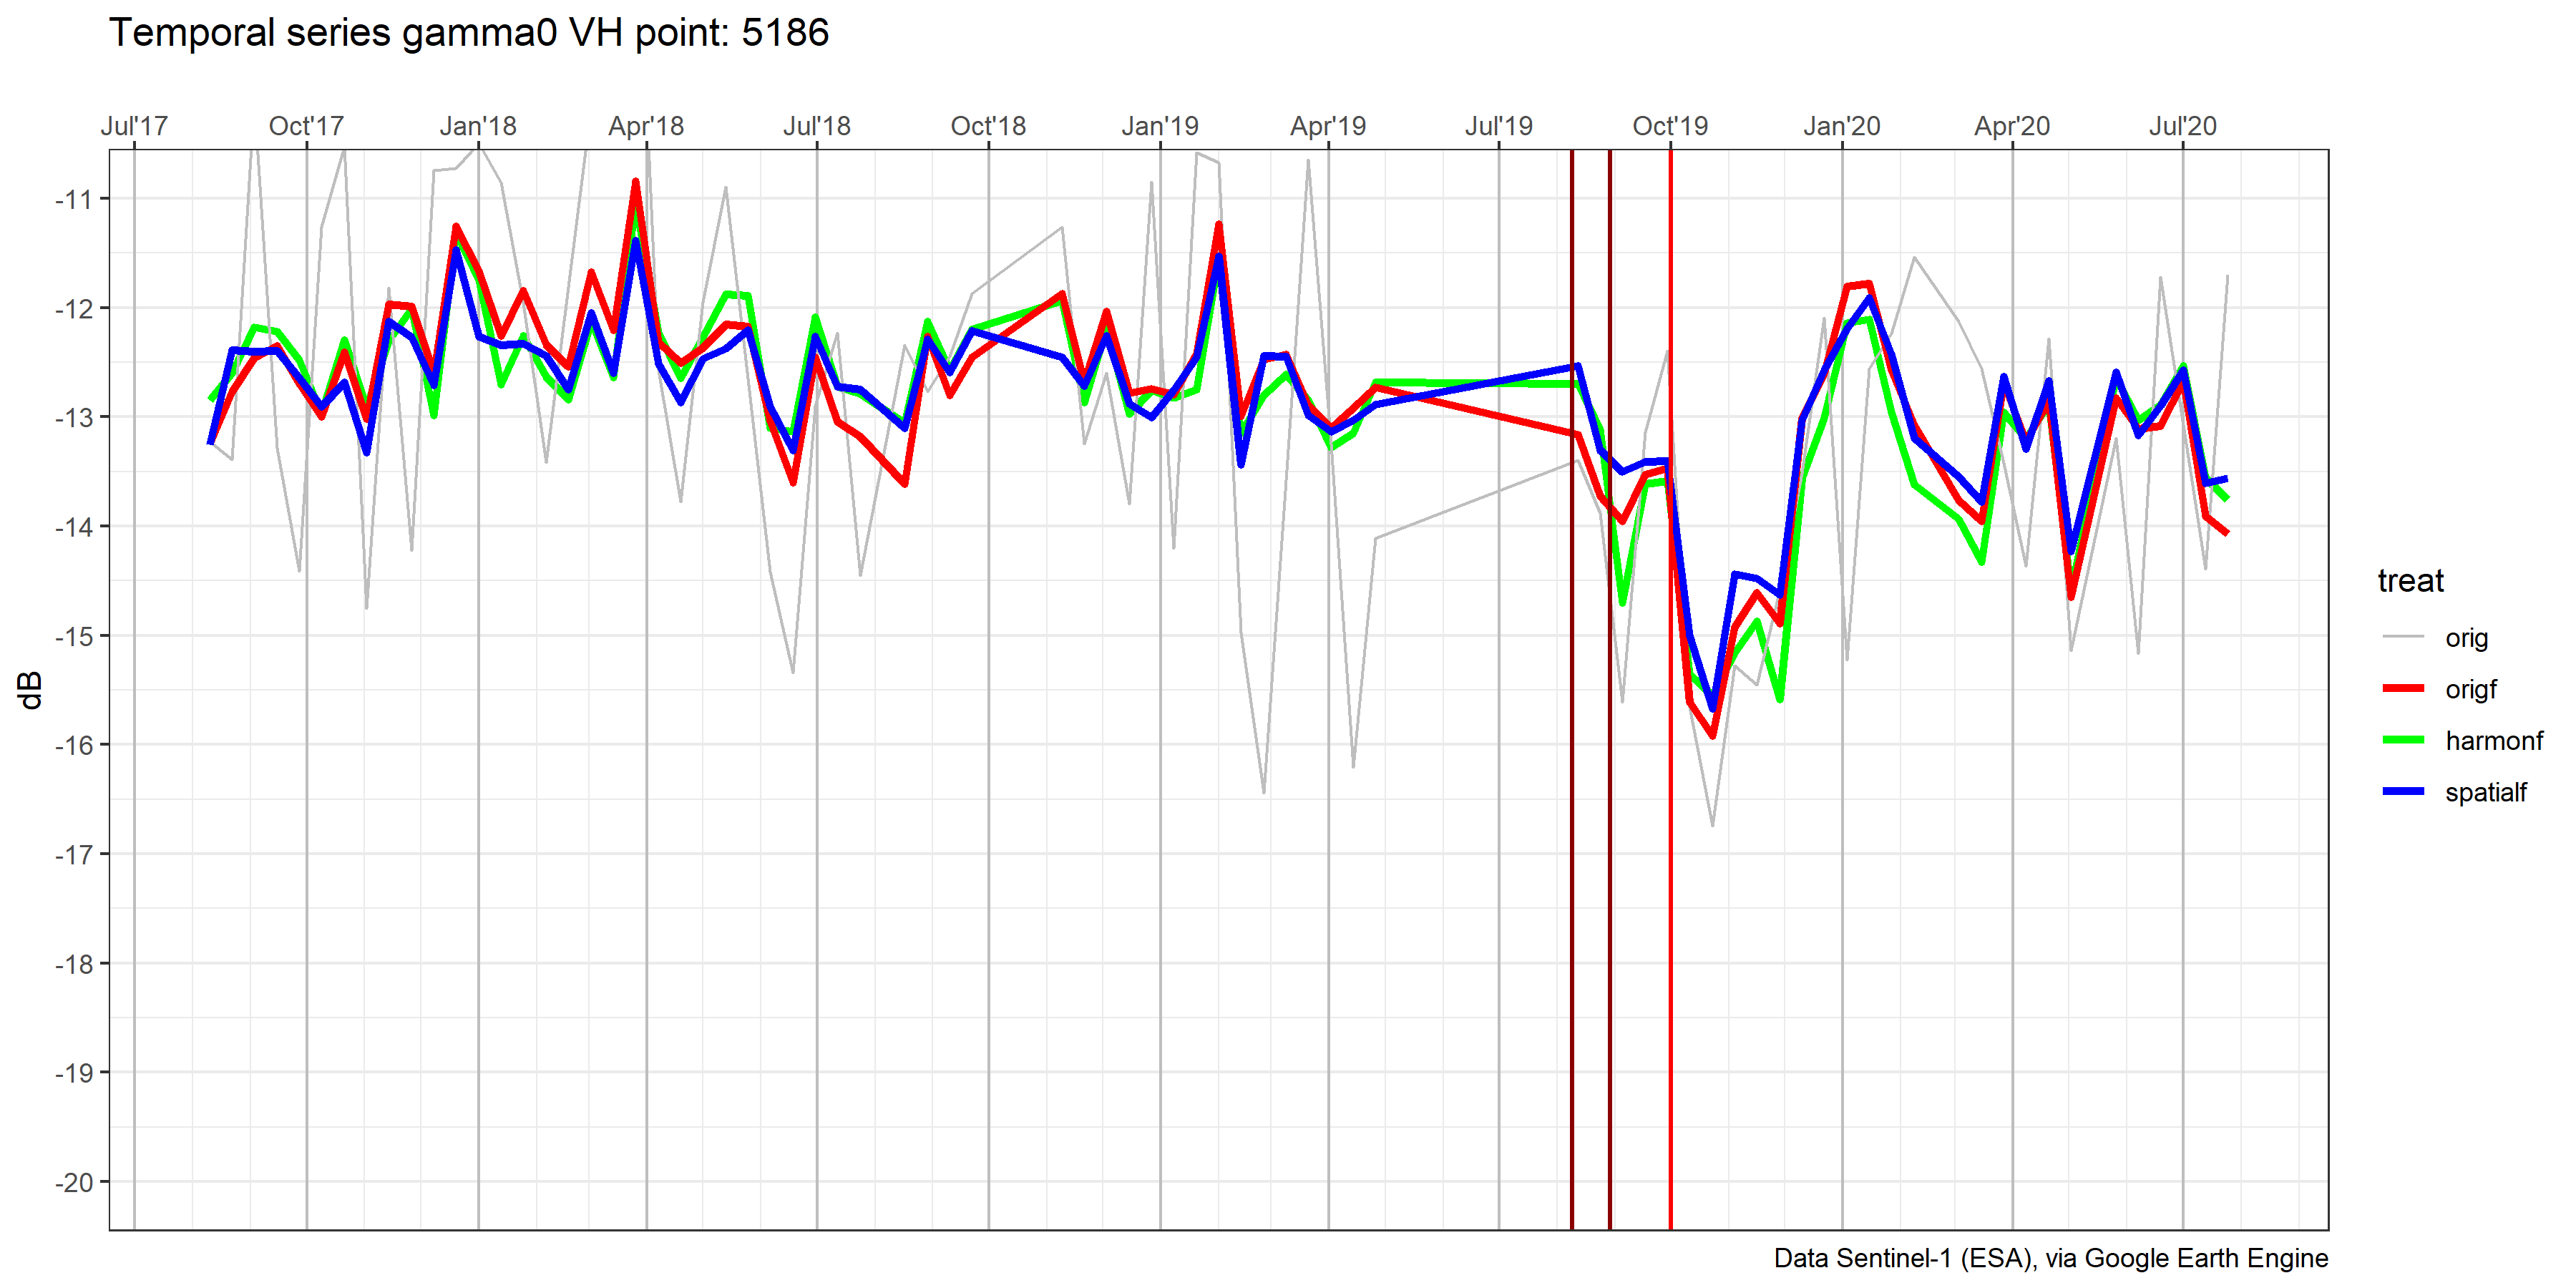 Temporal series gamma0 VH point: 5186
Jul'17 Oct'17 Jan'18 Apr'18 Jul'18 Oct'18 Jan'19 Apr'19 Jul'19 Oct'19 Jan'20 Apr'20 Jul'20
-11
-12
-13
-14
-15
-16
-17
-18
-19
-20
dB
treat
orig
origf
harmonf
spatialf
Data Sentinel-1 (ESA), via Google Earth Engine